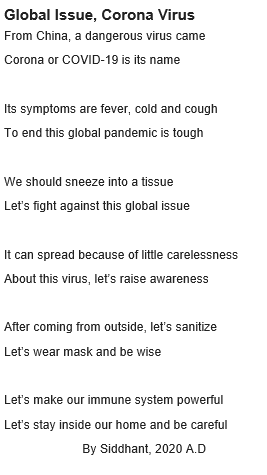 Global Issue, Corona Virus
From China, a dangerous virus came
Corona or COVID-19 is its name
Its symptoms are fever, cold and cough
To end this global pandemic is tough
We should sneeze into a tissue
Let's fight against this global issue
It can spread because of little carelessness
About this virus, let's raise awareness
After coming from outside, let's sanitize
Let's wear mask and be wise
Let's make our immune system powerful
Let's stay inside our home and be careful
By Siddhant, 2020 A.D